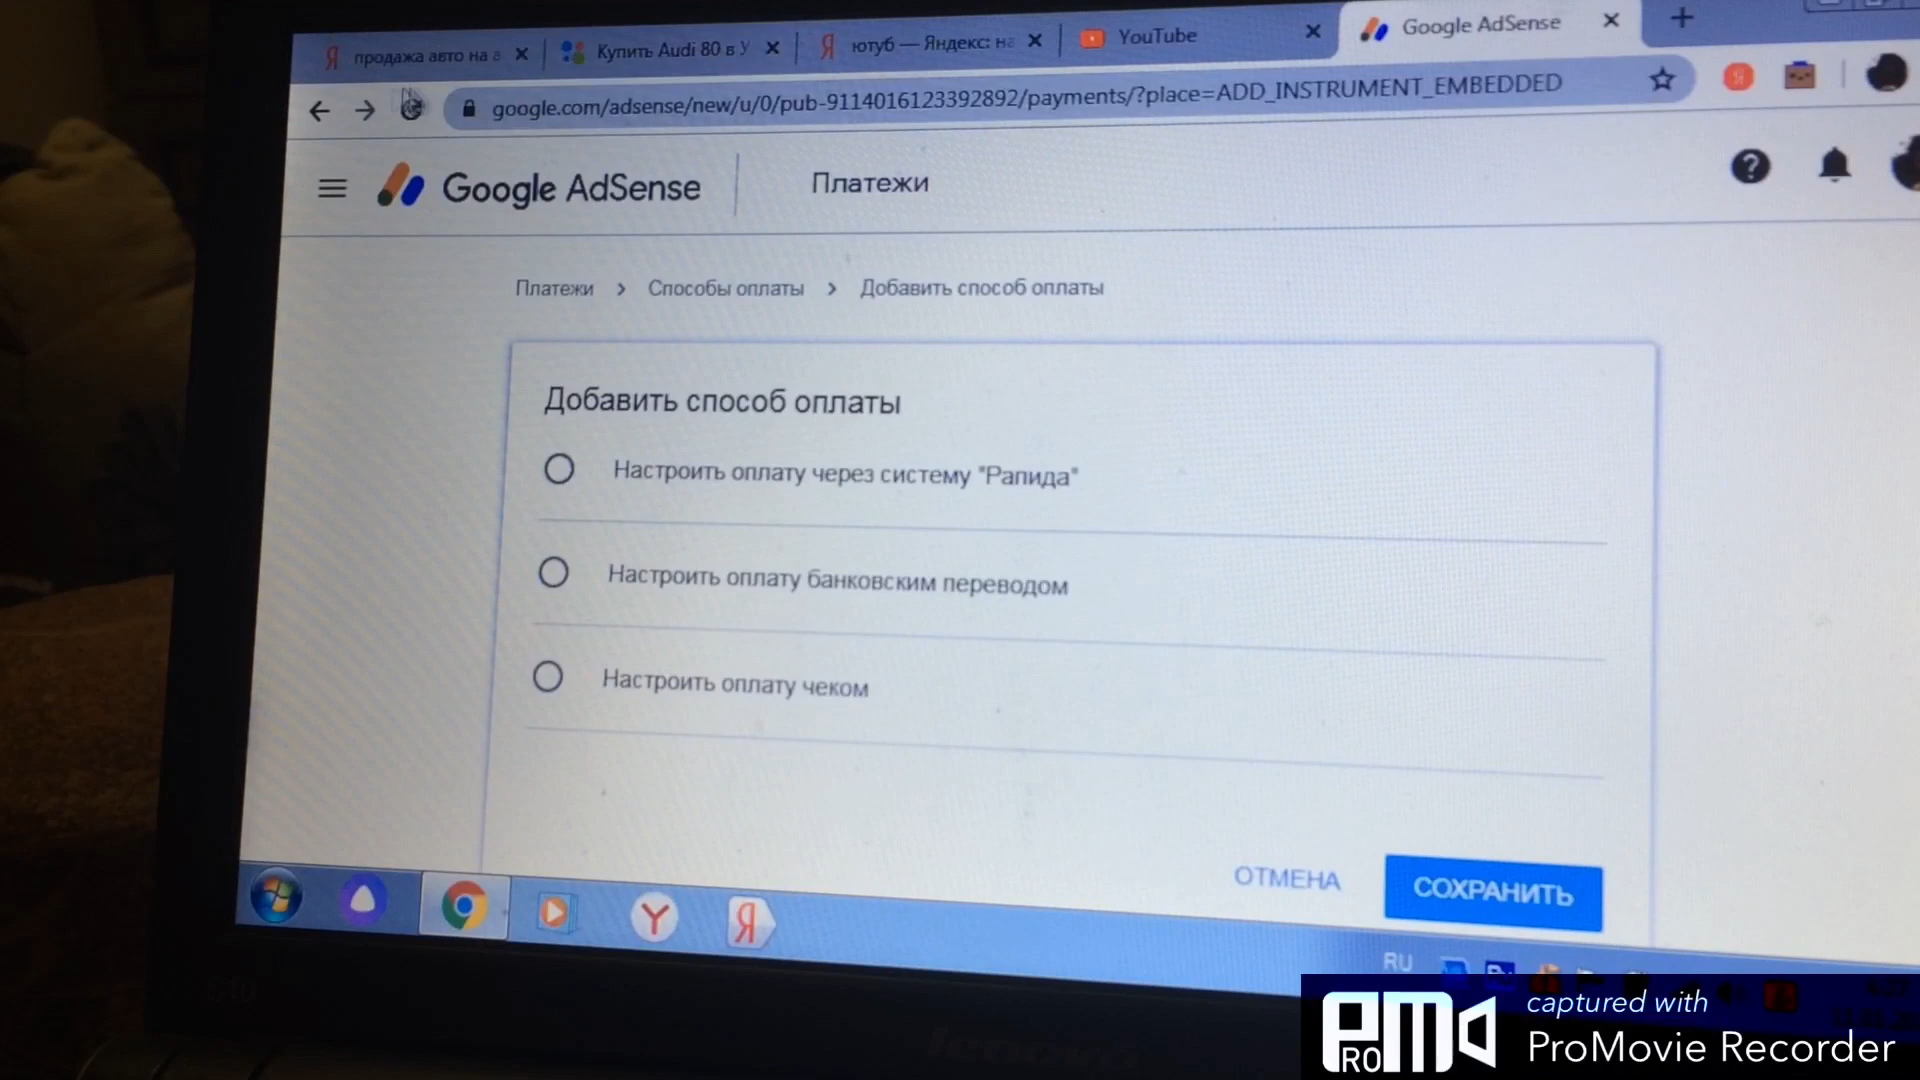 продажа авто на а
Купить Audi 80 в У
ютуб — Яндекс: на
YouTube
Google AdSense
google.com/adsense/new/u/0/pub-9114016123392892/payments/?place=ADD_INSTRUMENT_EMBEDDED
Google AdSense
Платежи
Платежи > Способы оплаты > Добавить способ оплаты
Добавить способ оплаты
Настроить оплату через систему "Рапида"
Настроить оплату банковским переводом
Настроить оплату чеком
ОТМЕНА
СОХРАНИТЬ
RU
lenovo
captured with
ProMovie Recorder